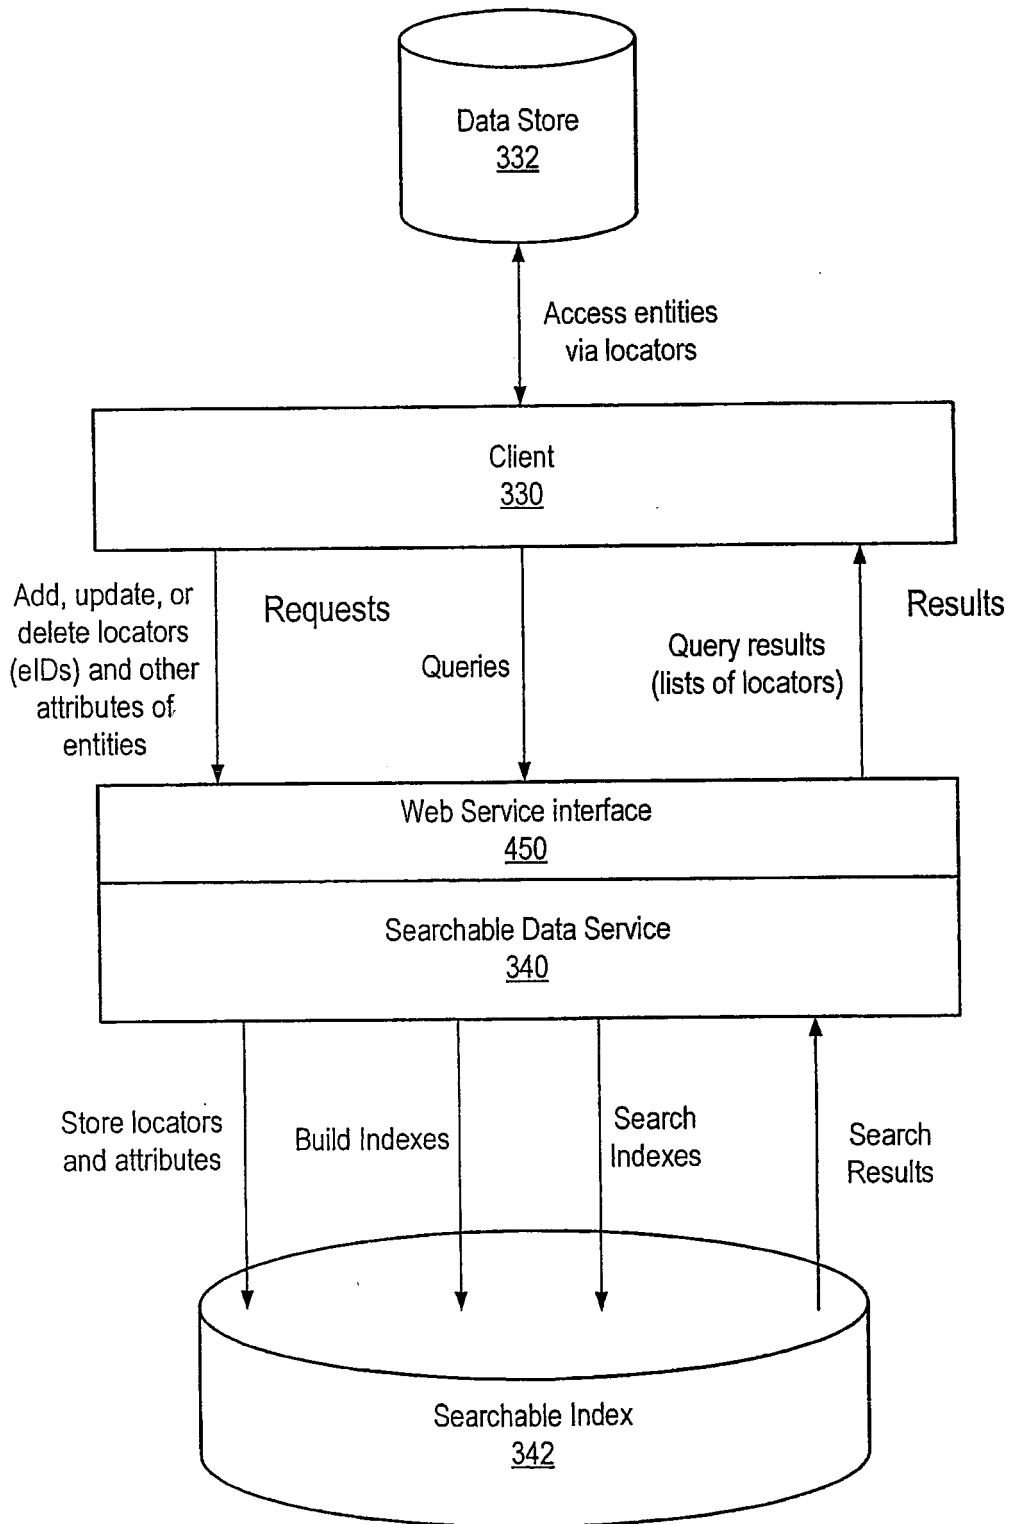 Data Store
332
Access entities
via locators
Client
330
Add, update, or
delete locators
(eIDs) and other
attributes of
entities
Requests
Queries
Query results
(lists of locators)
Results
Web Service interface
450
Searchable Data Service
340
Store locators
and attributes
Build Indexes
Search
Indexes
Search
Results
Searchable Index
342